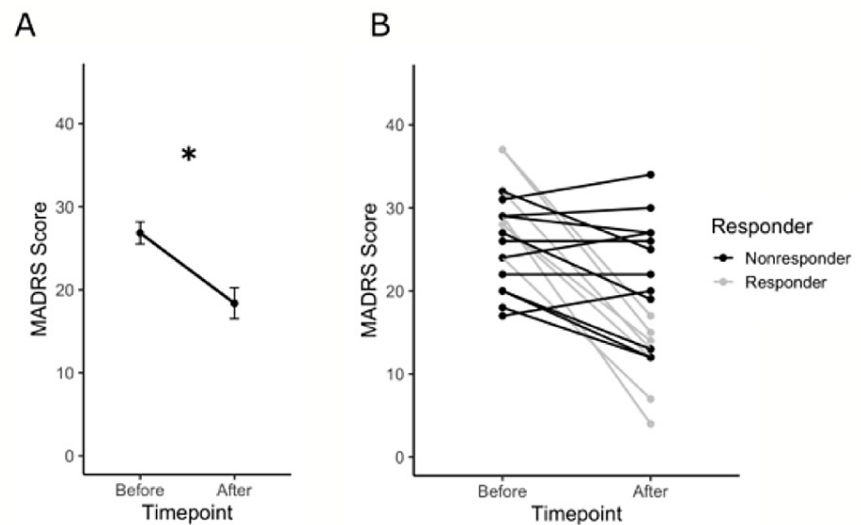 A
MADRS Score
40
30
20
10
0
*
Before
After
Timepoint
B
MADRS Score
40
30
20
10
0
Before
After
Timepoint
Responder
Nonresponder
Responder